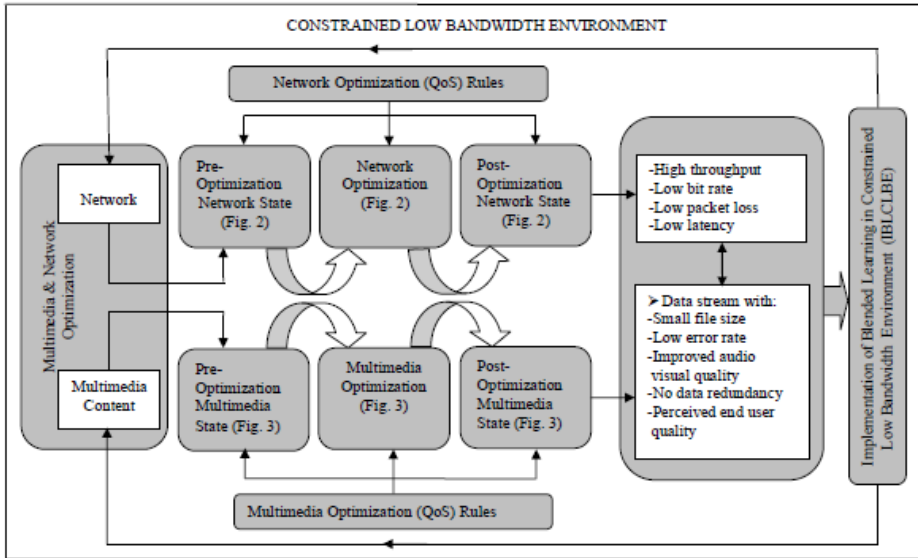 CONSTRAINED LOW BANDWIDTH ENVIRONMENT
Network Optimization (QoS) Rules
Multimedia & Network
Optimization
Network
Multimedia
Content
Pre-
Optimization
Network State
(Fig. 2)
Network
Optimization
(Fig. 2)
Post-
Optimization
Network State
(Fig. 2)
Pre-
Optimization
Multimedia
State (Fig. 3)
Multimedia
Optimization
(Fig. 3)
Post-
Optimization
Multimedia
State (Fig. 3)
-High throughput
-Low bit rate
-Low packet loss
-Low latency
➤ Data stream with:
-Small file size
-Low error rate
-Improved audio
visual quality
-No data redundancy
-Perceived end user
quality
Implementation of Blended Learning in Constrained
Low Bandwidth Environment (IBLCLBE)
Multimedia Optimization (QoS) Rules